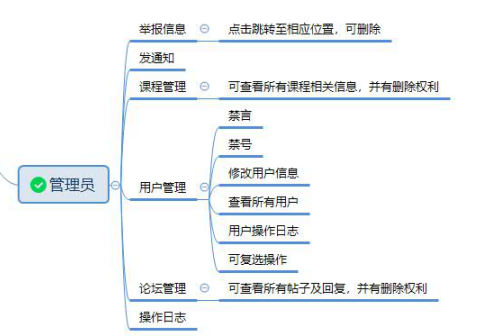 举报信息
点击跳转至相应位置，可删除
发通知
课程管理
可查看所有课程相关信息，并有删除权利
管理员
用户管理
禁言
禁号
修改用户信息
查看所有用户
用户操作日志
可复选操作
论坛管理
可查看所有帖子及回复，并有删除权利
操作日志